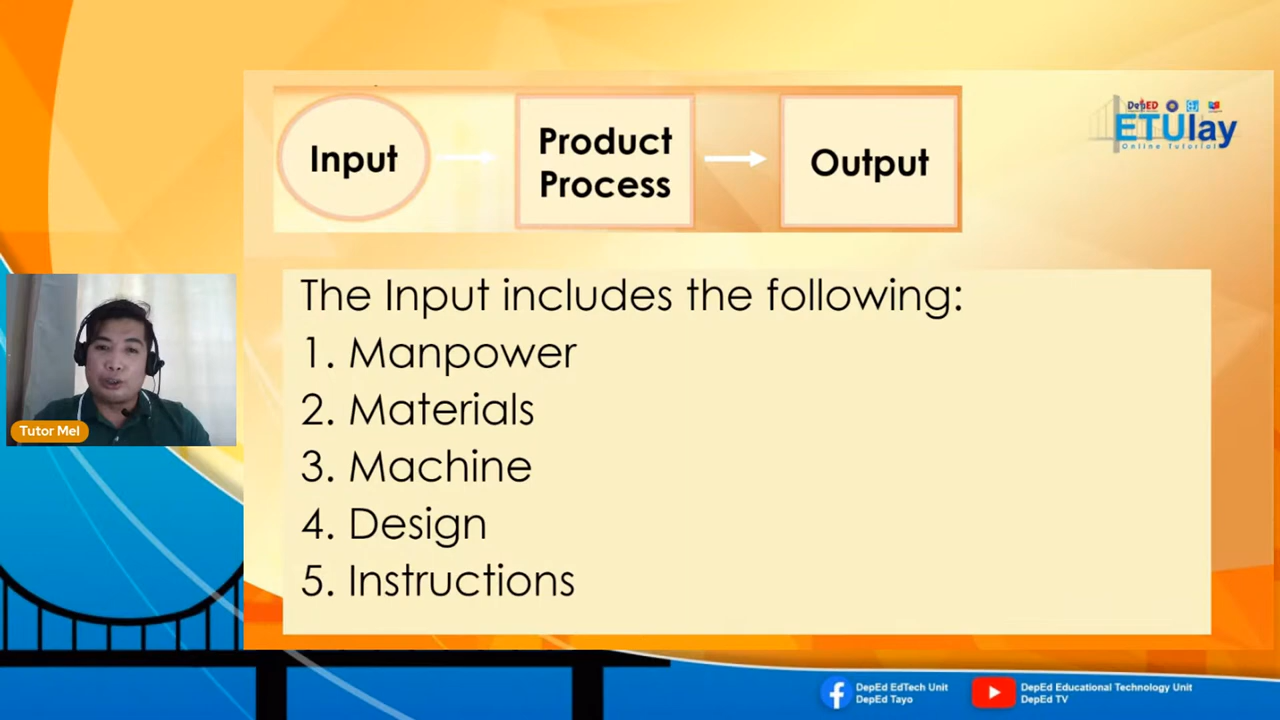 Input
Product
Process
Output
DepED
ETUlay
Online Tutorial
The Input includes the following:
1. Manpower
2. Materials
3. Machine
4. Design
5. Instructions
Tutor Mel
DepEd EdTech Unit
DepEd Tayo
DepEd Educational Technology Unit
DepEd TV